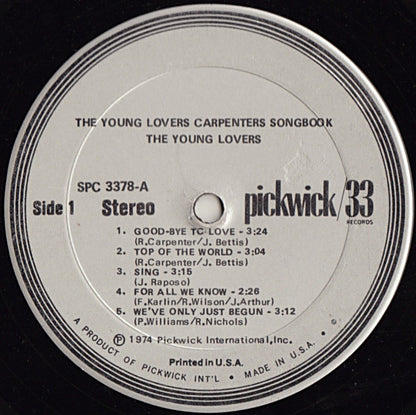 THE YOUNG LOVERS CARPENTERS SONGBOOK
THE YOUNG LOVERS
SPC 3378-A
Side 1 Stereo
pickwick 33
RECORDS
1. GOOD-BYE TO LOVE - 3:24
(R.Carpenter/J. Bettis)
2. TOP OF THE WORLD - 3:04
(R.Carpenter/J. Bettis)
3. SING - 3:15
(J. Raposo)
4. FOR ALL WE KNOW - 2:26
(F.Karlin/R.Wilson/J.Arthur)
5. WE'VE ONLY JUST BEGUN - 3:12
(P.Williams/R.Nichols)
Ⓟ 1974 Pickwick International, Inc.
Printed in U.S.A.
A PRODUCT OF PICKWICK INT'L • MADE IN U.S.A. •